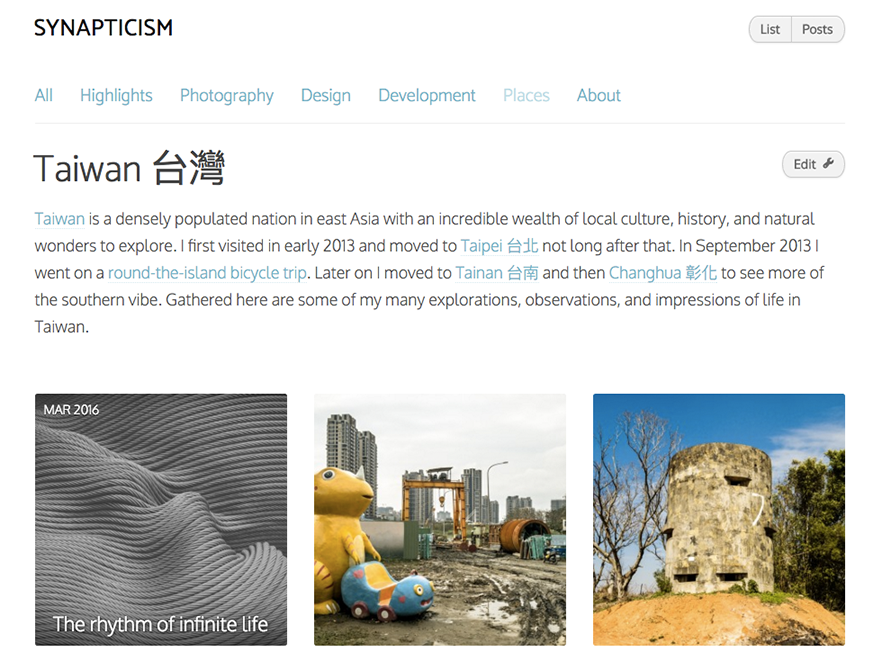 SYNAPTICISM
List Posts
All Highlights Photography Design Development Places About
Taiwan 台灣
Edit
Taiwan is a densely populated nation in east Asia with an incredible wealth of local culture, history, and natural
wonders to explore. I first visited in early 2013 and moved to Taipei 台北 not long after that. In September 2013 I
went on a round-the-island bicycle trip. Later on I moved to Tainan 台南 and then Changhua 彰化 to see more of
the southern vibe. Gathered here are some of my many explorations, observations, and impressions of life in
Taiwan.
MAR 2016
The rhythm of infinite life